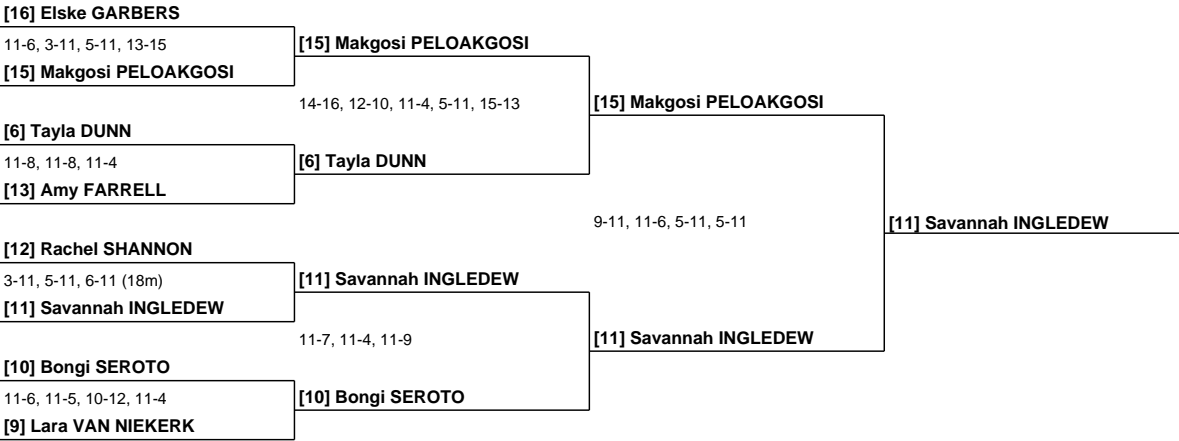 [16] Elske GARBERS
11-6, 3-11, 5-11, 13-15
[15] Makgosi PELOAKGOSI
[15] Makgosi PELOAKGOSI
14-16, 12-10, 11-4, 5-11, 15-13
[15] Makgosi PELOAKGOSI
[6] Tayla DUNN
11-8, 11-8, 11-4
[6] Tayla DUNN
[13] Amy FARRELL
9-11, 11-6, 5-11, 5-11
[11] Savannah INGLEDEW
[12] Rachel SHANNON
3-11, 5-11, 6-11 (18m)
[11] Savannah INGLEDEW
[11] Savannah INGLEDEW
11-7, 11-4, 11-9
[11] Savannah INGLEDEW
[10] Bongi SEROTO
11-6, 11-5, 10-12, 11-4
[10] Bongi SEROTO
[9] Lara VAN NIEKERK